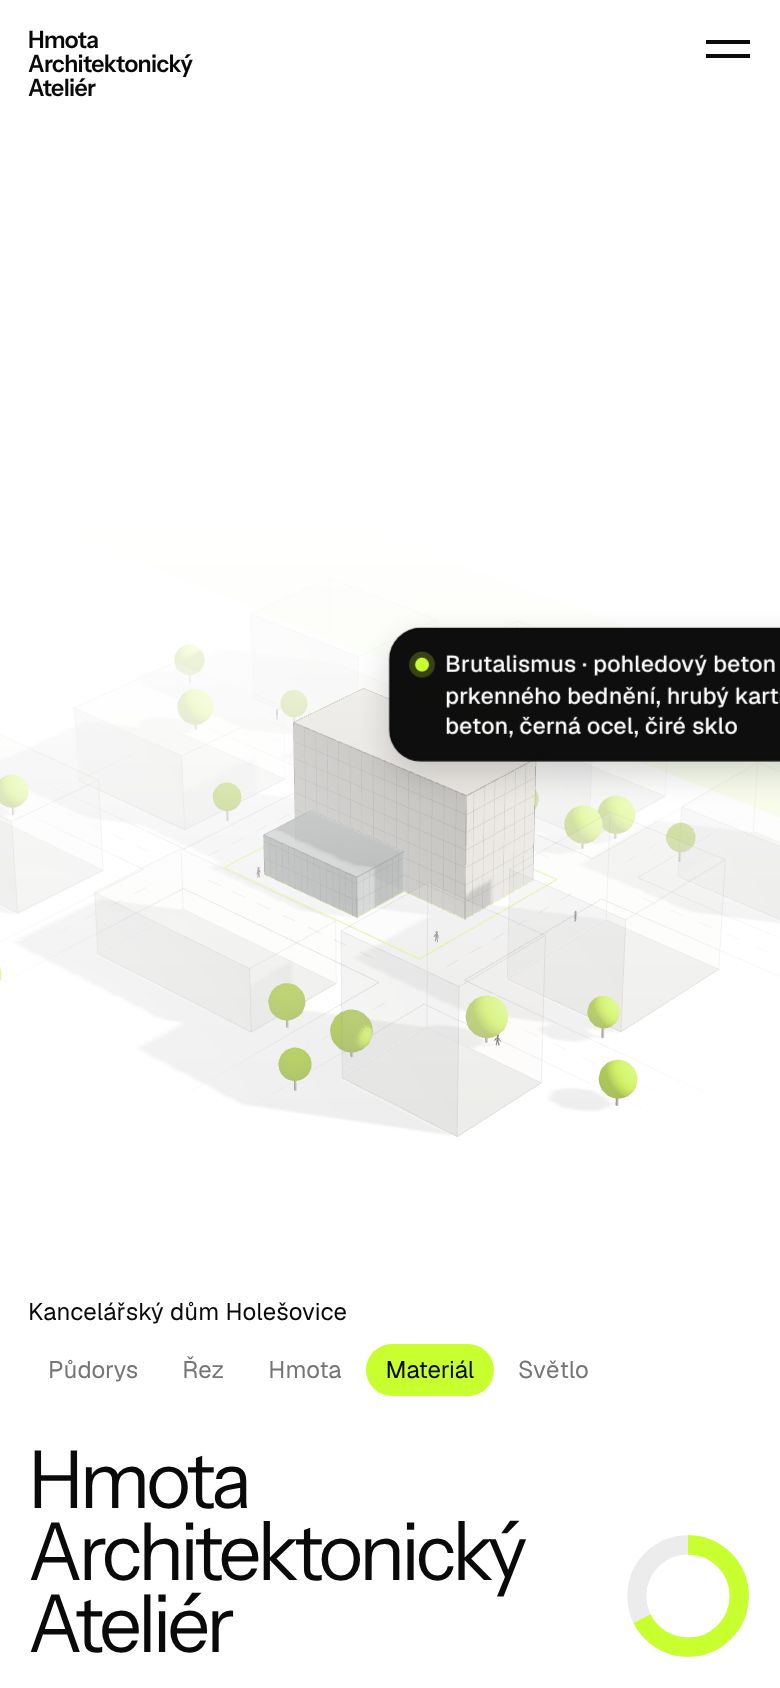 Hmota
Architektonický
Ateliér
Brutalismus · pohledový beton
prkenného bednění, hrubý kart
beton, černá ocel, čiré sklo
Kancelářský dům Holešovice
Půdorys Řez Hmota Materiál Světlo
Hmota
Architektonický
Ateliér